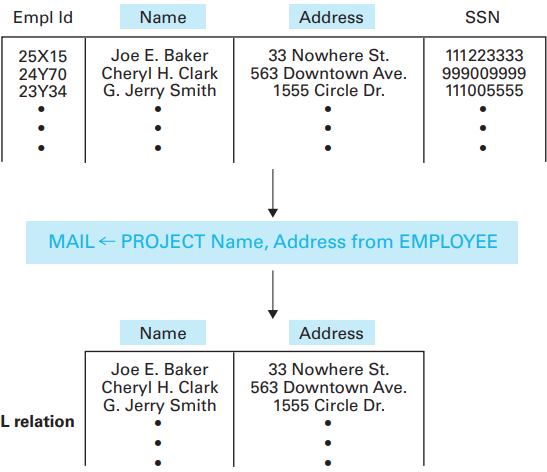 Empl Id Name Address SSN
25X15 Joe E. Baker 33 Nowhere St. 111223333
24Y70 Cheryl H. Clark 563 Downtown Ave. 999009999
23Y34 G. Jerry Smith 1555 Circle Dr. 111005555
MAIL ← PROJECT Name, Address from EMPLOYEE
Name Address
Joe E. Baker 33 Nowhere St.
Cheryl H. Clark 563 Downtown Ave.
G. Jerry Smith 1555 Circle Dr.
L relation